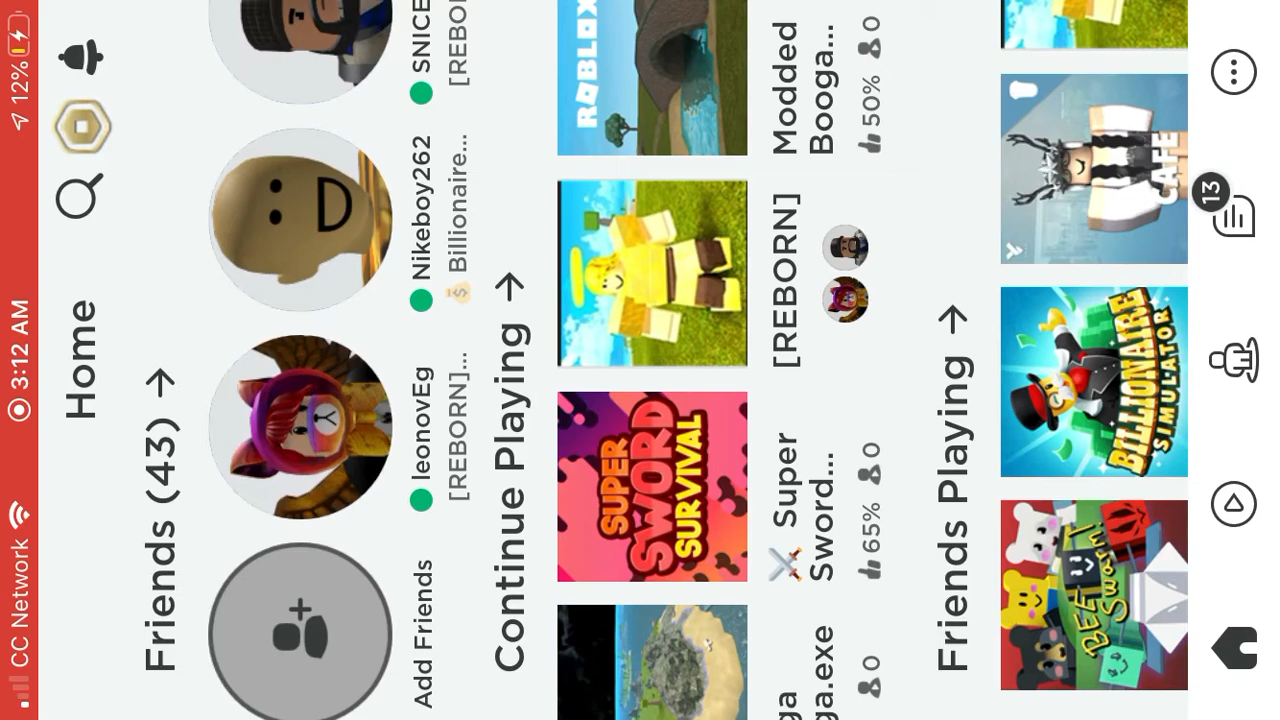 CC Network 3:12 AM 12%
Home
Friends (43) →
Add Friends
leonovEg
[REBORN]...
Nikeboy262
Billionaire...
SNICE
[REBOR
Continue Playing →
ga
ga.exe
0
SUPER
SWORD
SURVIVAL
Super
Sword...
65% 0
[REBORN]
ROBLOX
Modded
Booga...
50% 0
Friends Playing →
BEE
Swarm!
BILLIONAIRE
SIMULATOR
CAFE
13